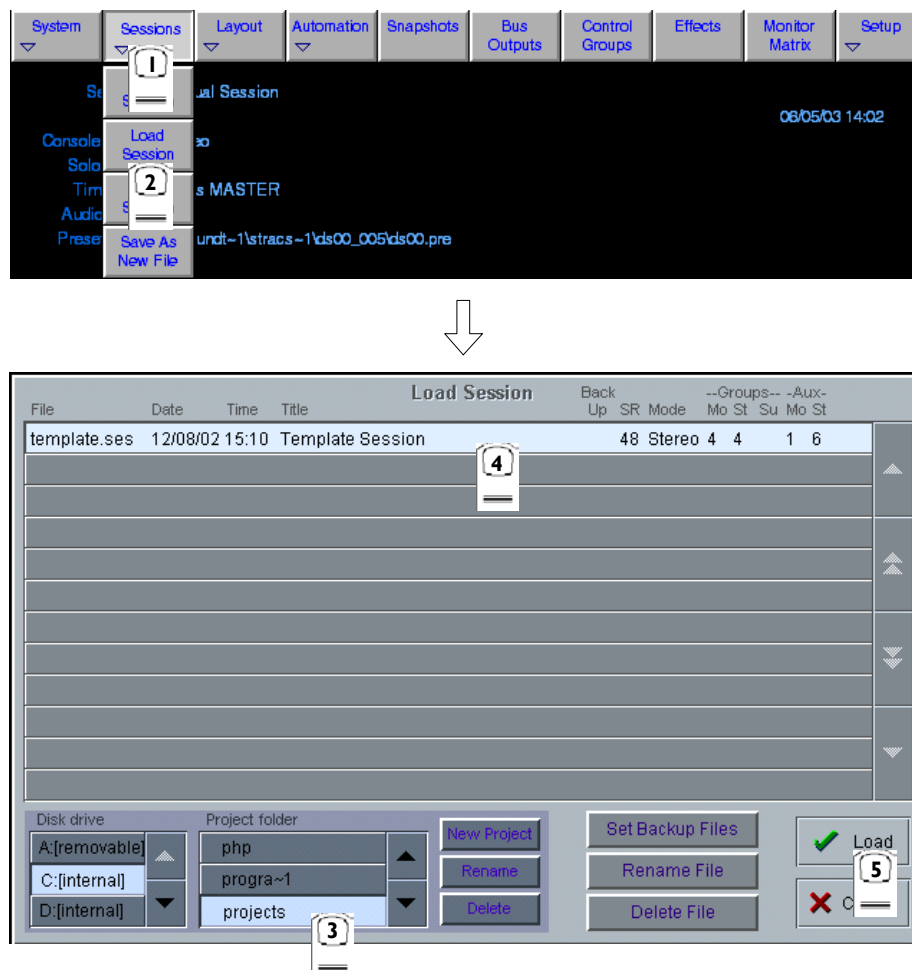 System Sessions Layout Automation Snapshots Bus Outputs Control Groups Effects Monitor Matrix Setup
1
ual Session
06/05/03 14:02
Console
Load Session
Solo
2
s MASTER
Audio
Save As New File
undt~1\stracs~1\ds00_005\ds00.pre
Load Session
File Date Time Title Back Up SR Mode --Groups-- -Aux-
Mo St Su Mo St
template.ses 12/08/02 15:10 Template Session 48 Stereo 4 4 1 6
4
Disk drive
A:[removable]
C:[internal]
D:[internal]
Project folder
php
progra~1
projects
3
New Project
Rename
Delete
Set Backup Files
Rename File
Delete File
Load
5